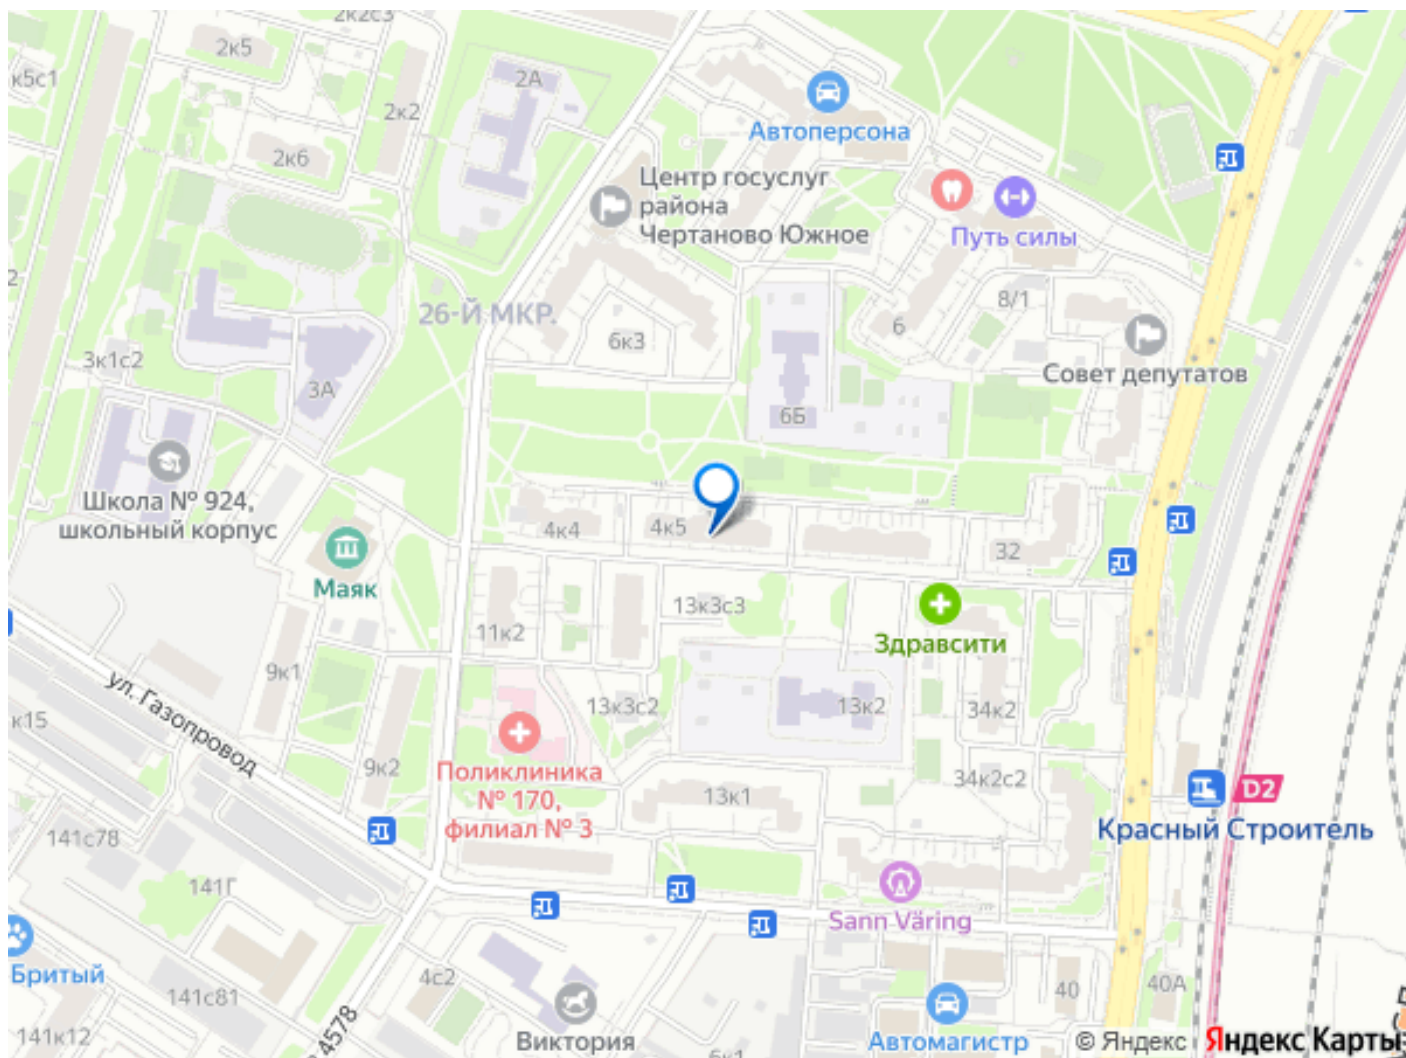 2к2с3
2к5
к5с1
2А
2к2
Автоперсона
2к6
Центр госуслуг
района
Чертаново Южное
Путь силы
26-Й МКР.
8/1
6
6к3
3к1с2
3А
Совет депутатов
6Б
Школа № 924,
школьный корпус
4к4
4к5
32
Маяк
13к3с3
Здравсити
11к2
9к1
ул. Газопровод
13к3с2
13к2
34к2
к15
9к2
Поликлиника
№ 170,
филиал № 3
34к2с2
13к1
D2
Красный Строитель
141с78
141Г
Sann Väring
Бритый
4с2
141с81
40
40А
141к12
4578
Виктория
6к1
Автомагистр
© Яндекс
Яндекс Карты